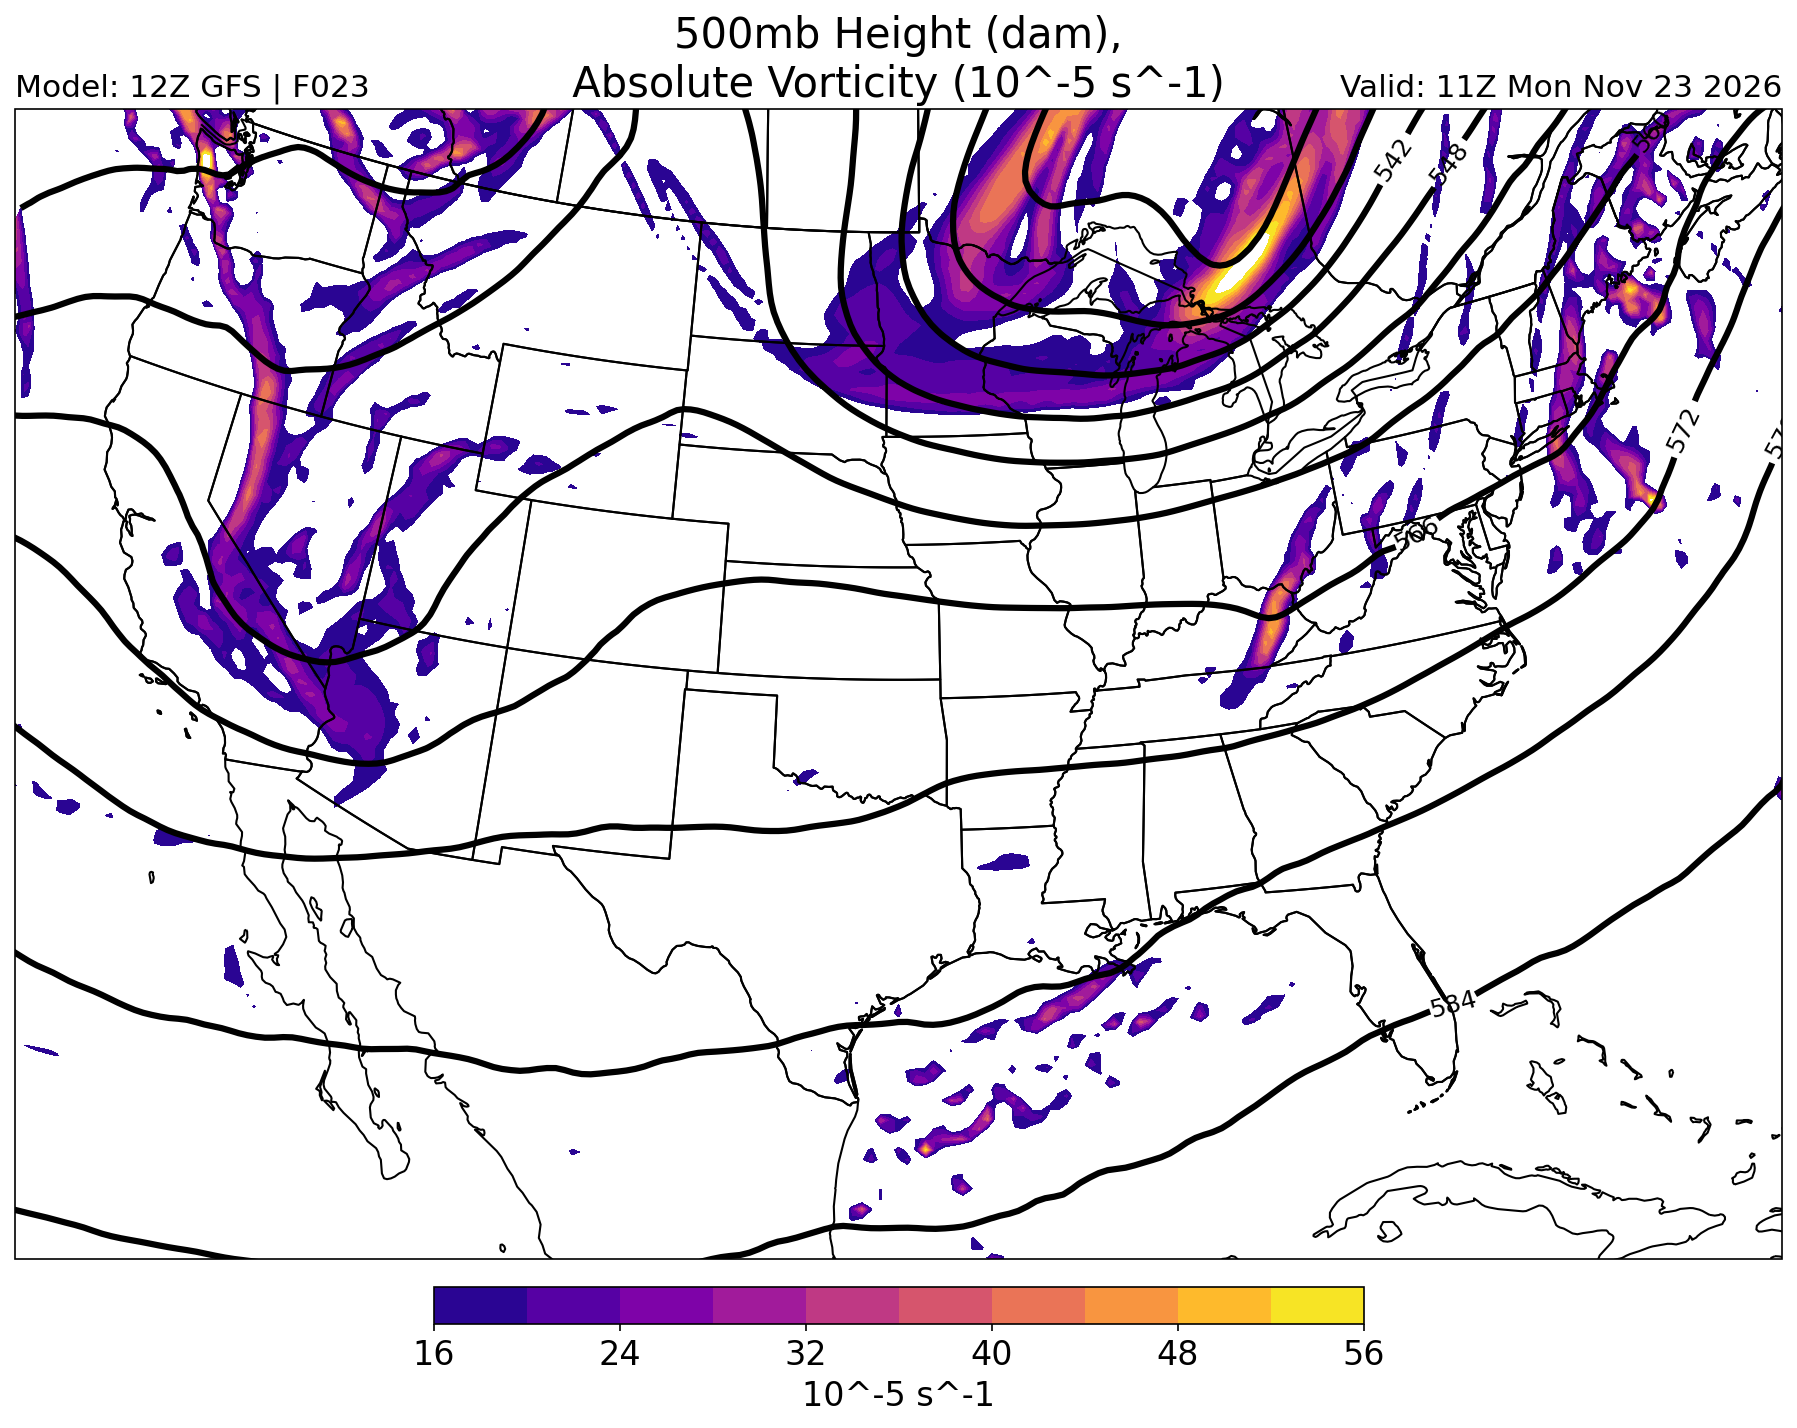 500mb Height (dam),
Model: 12Z GFS | F023
Absolute Vorticity (10^-5 s^-1)
Valid: 11Z Mon Nov 23 2026
542
548
566
572
584
16
24
32
40
48
56
10^-5 s^-1